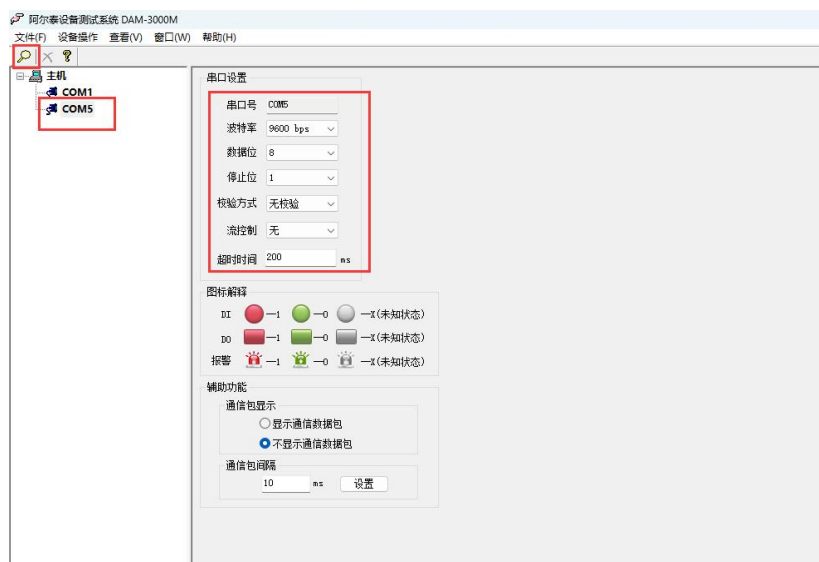 阿尔泰设备测试系统 DAM-3000M
文件(F) 设备操作 查看(V) 窗口(W) 帮助(H)
主机
COM1
COM5
串口设置
串口号 COM5
波特率 9600 bps
数据位 8
停止位 1
校验方式 无校验
流控制 无
超时时间 200 ms
图标解释
DI —1 —0 —X(未知状态)
DO —1 —0 —X(未知状态)
报警 —1 —0 —X(未知状态)
辅助功能
通信包显示
显示通信数据包
不显示通信数据包
通信包间隔
10 ms 设置